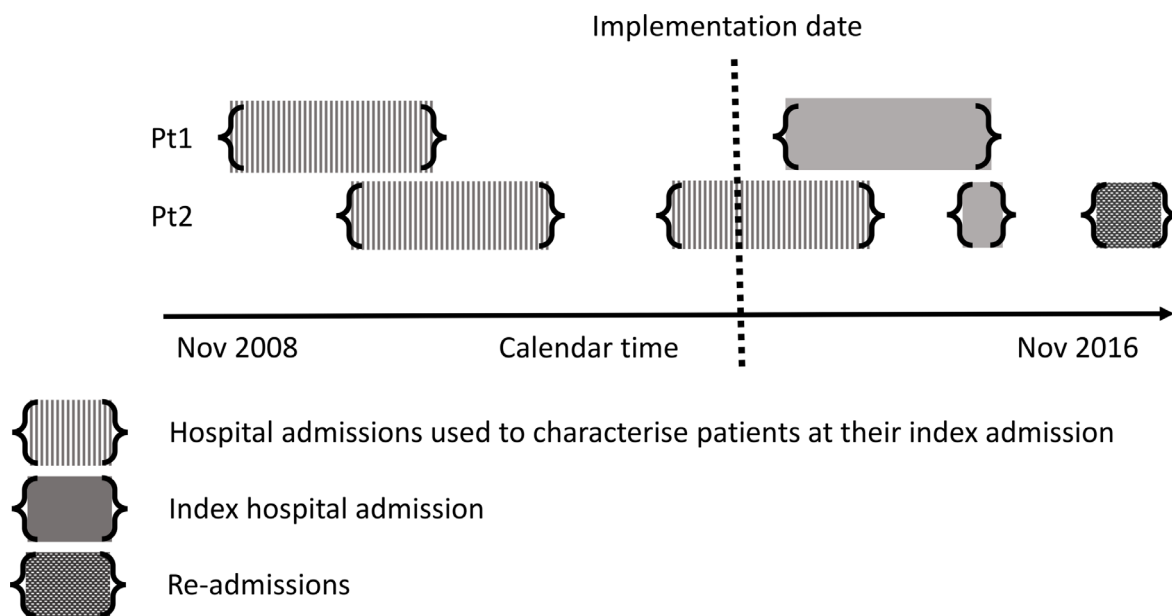 Implementation date
Pt1
Pt2
Nov 2008
Calendar time
Nov 2016
Hospital admissions used to characterise patients at their index admission
Index hospital admission
Re-admissions